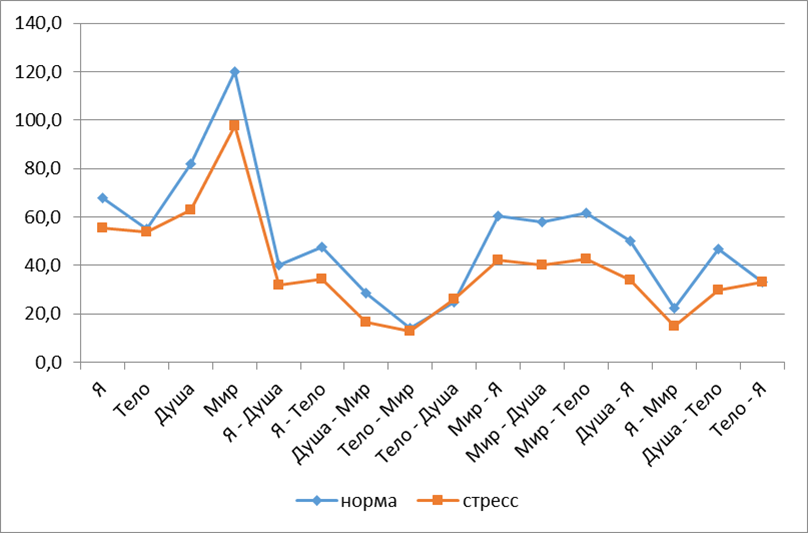 140,0
120,0
100,0
80,0
60,0
40,0
20,0
0,0
Я
Тело
Душа
Мир
Я - Душа
Я - Тело
Душа - Мир
Тело - Мир
Тело - Душа
Мир - Я
Мир - Душа
Мир - Тело
Душа - Я
Я - Мир
Душа - Тело
Тело - Я
норма стресс